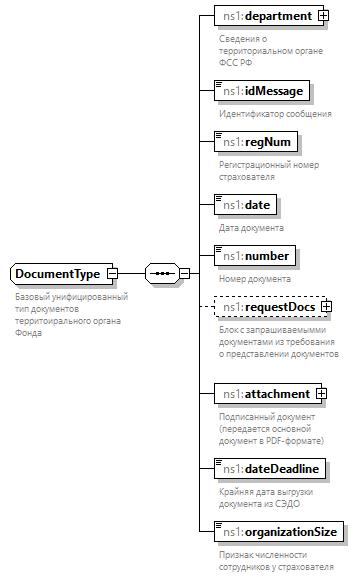 ns1:department
Сведения о
территориальном органе
ФСС РФ
ns1:idMessage
Идентификатор сообщения
ns1:regNum
Регистрационный номер
страхователя
ns1:date
Дата документа
ns1:number
Номер документа
DocumentType
Базовый унифицированный
тип документов
территоирального органа
Фонда
ns1:requestDocs
Блок с запрашиваемымми
документами из требования
о представлении документов
ns1:attachment
Подписанный документ
(передается основной
документ в PDF-формате)
ns1:dateDeadline
Крайняя дата выгрузки
документа из СЭДО
ns1:organizationSize
Признак численности
сотрудников у страхователя